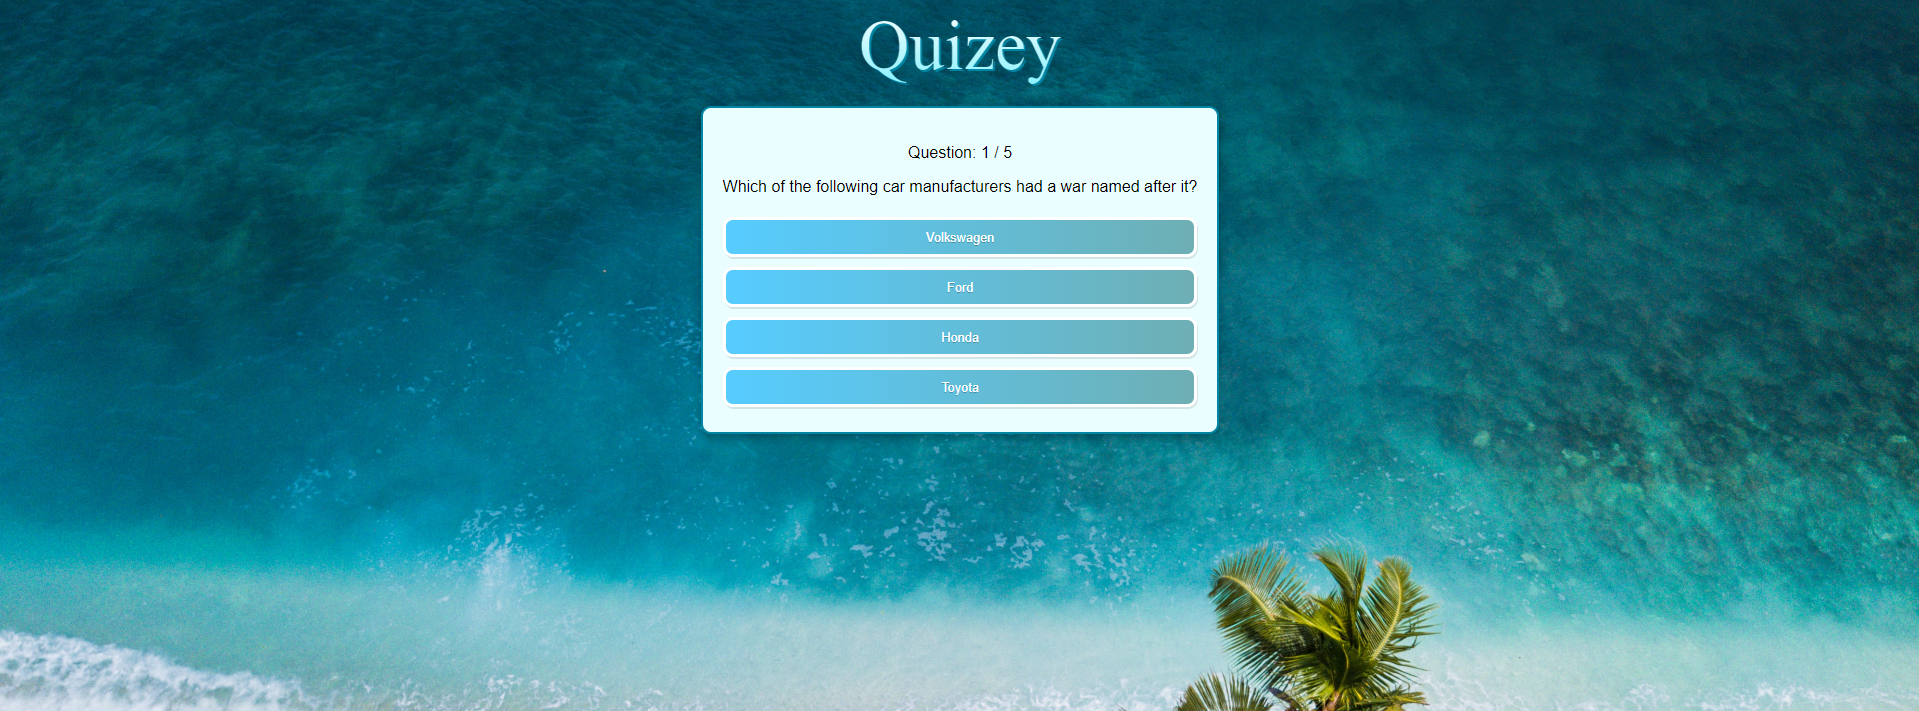 Quizey
Question: 1 / 5
Which of the following car manufacturers had a war named after it?
Volkswagen
Ford
Honda
Toyota